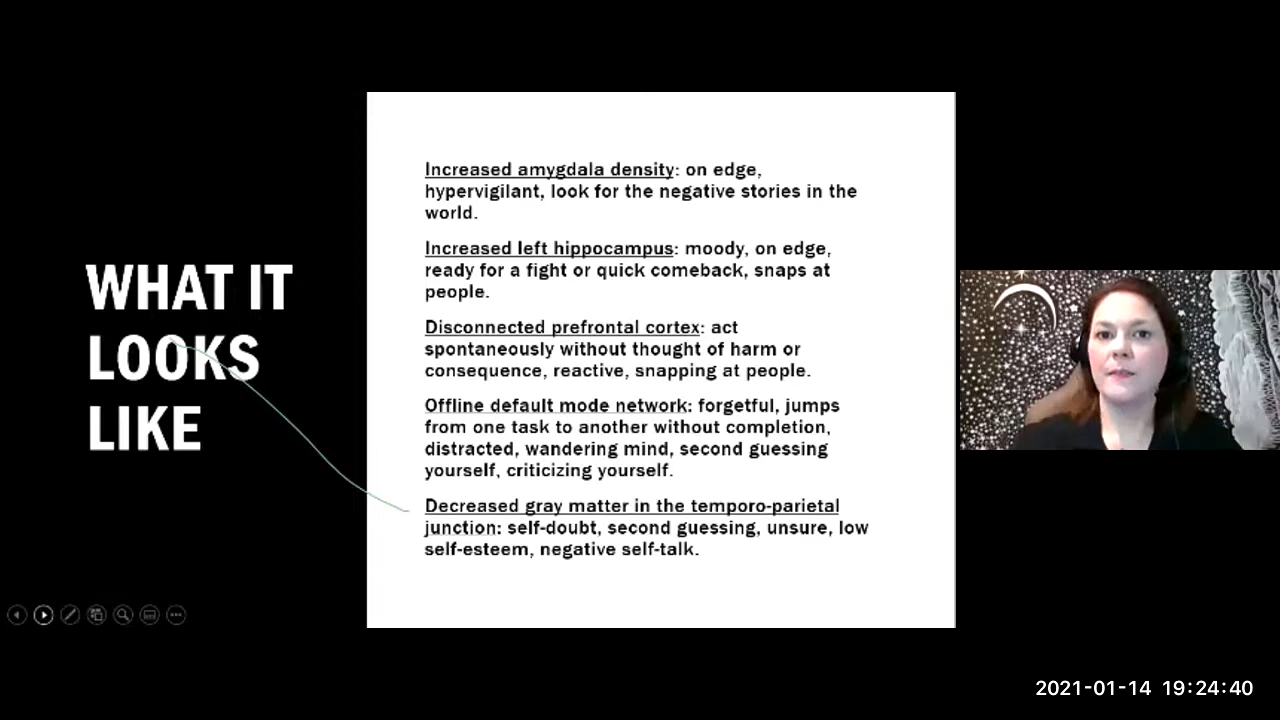 WHAT IT
LOOKS
LIKE
Increased amygdala density: on edge,
hypervigilant, look for the negative stories in the
world.
Increased left hippocampus: moody, on edge,
ready for a fight or quick comeback, snaps at
people.
Disconnected prefrontal cortex: act
spontaneously without thought of harm or
consequence, reactive, snapping at people.
Offline default mode network: forgetful, jumps
from one task to another without completion,
distracted, wandering mind, second guessing
yourself, criticizing yourself.
Decreased gray matter in the temporo-parietal
junction: self-doubt, second guessing, unsure, low
self-esteem, negative self-talk.
2021-01-14 19:24:40